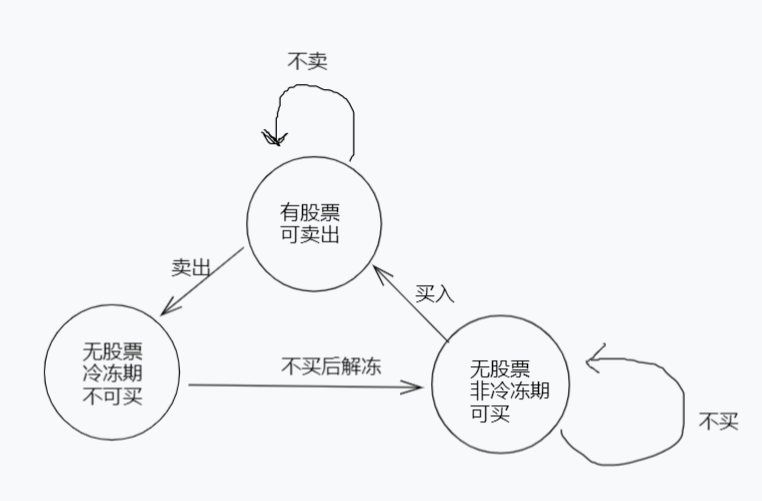 不卖
有股票
可卖出
卖出
买入
无股票
冷冻期
不可买
不买后解冻
无股票
非冷冻期
可买
不买